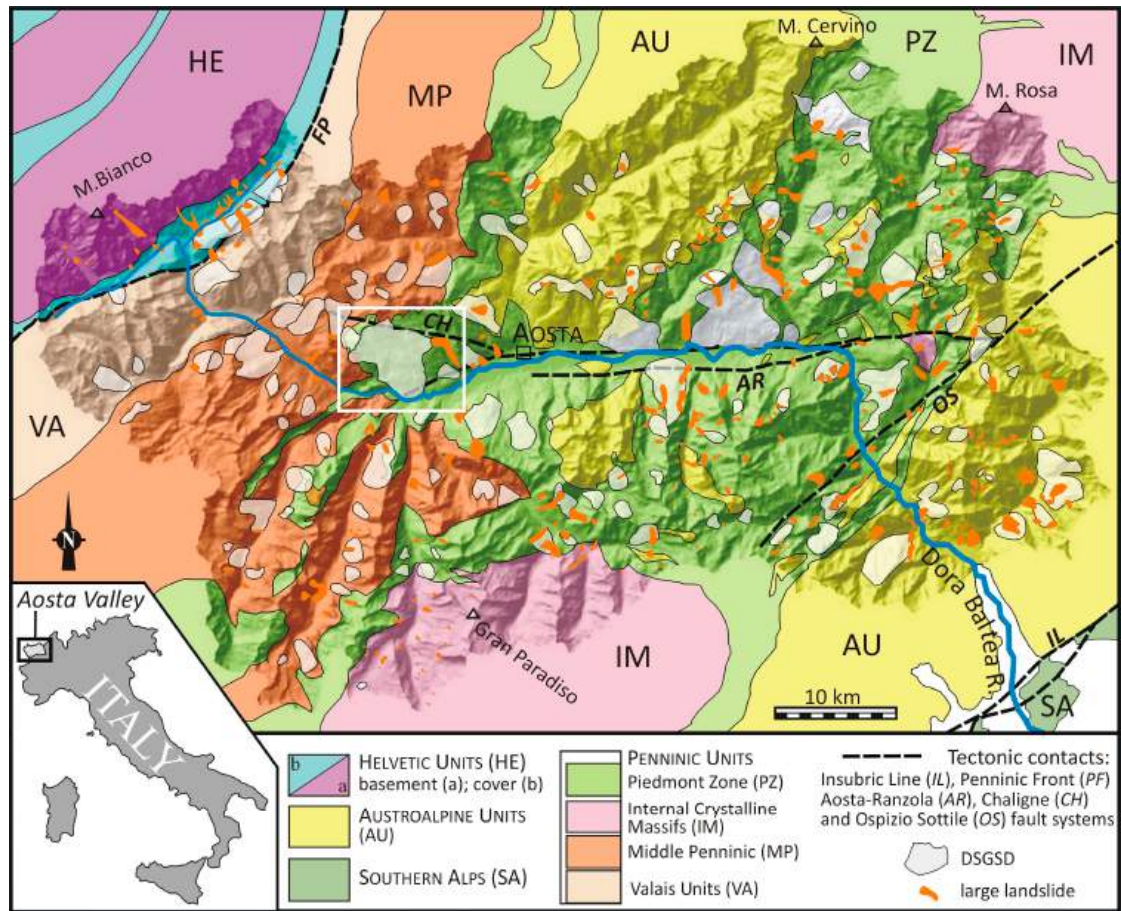 HE
MP
AU
M. Cervino
PZ
IM
M. Rosa
FP
M.Bianco
CH
AOSTA
AR
OS
VA
N
Gran Paradiso
IM
AU
Dora Baltea R.
IL
SA
10 km
Aosta Valley
ITALY
b
a
HELVETIC UNITS (HE)
basement (a); cover (b)
AUSTROALPINE UNITS
(AU)
SOUTHERN ALPS (SA)
PENNINIC UNITS
Piedmont Zone (PZ)
Internal Crystalline
Massifs (IM)
Middle Penninic (MP)
Valais Units (VA)
Tectonic contacts:
Insubric Line (IL), Penninic Front (PF)
Aosta-Ranzola (AR), Chaligne (CH)
and Ospizio Sottile (OS) fault systems
DSGSD
large landslide